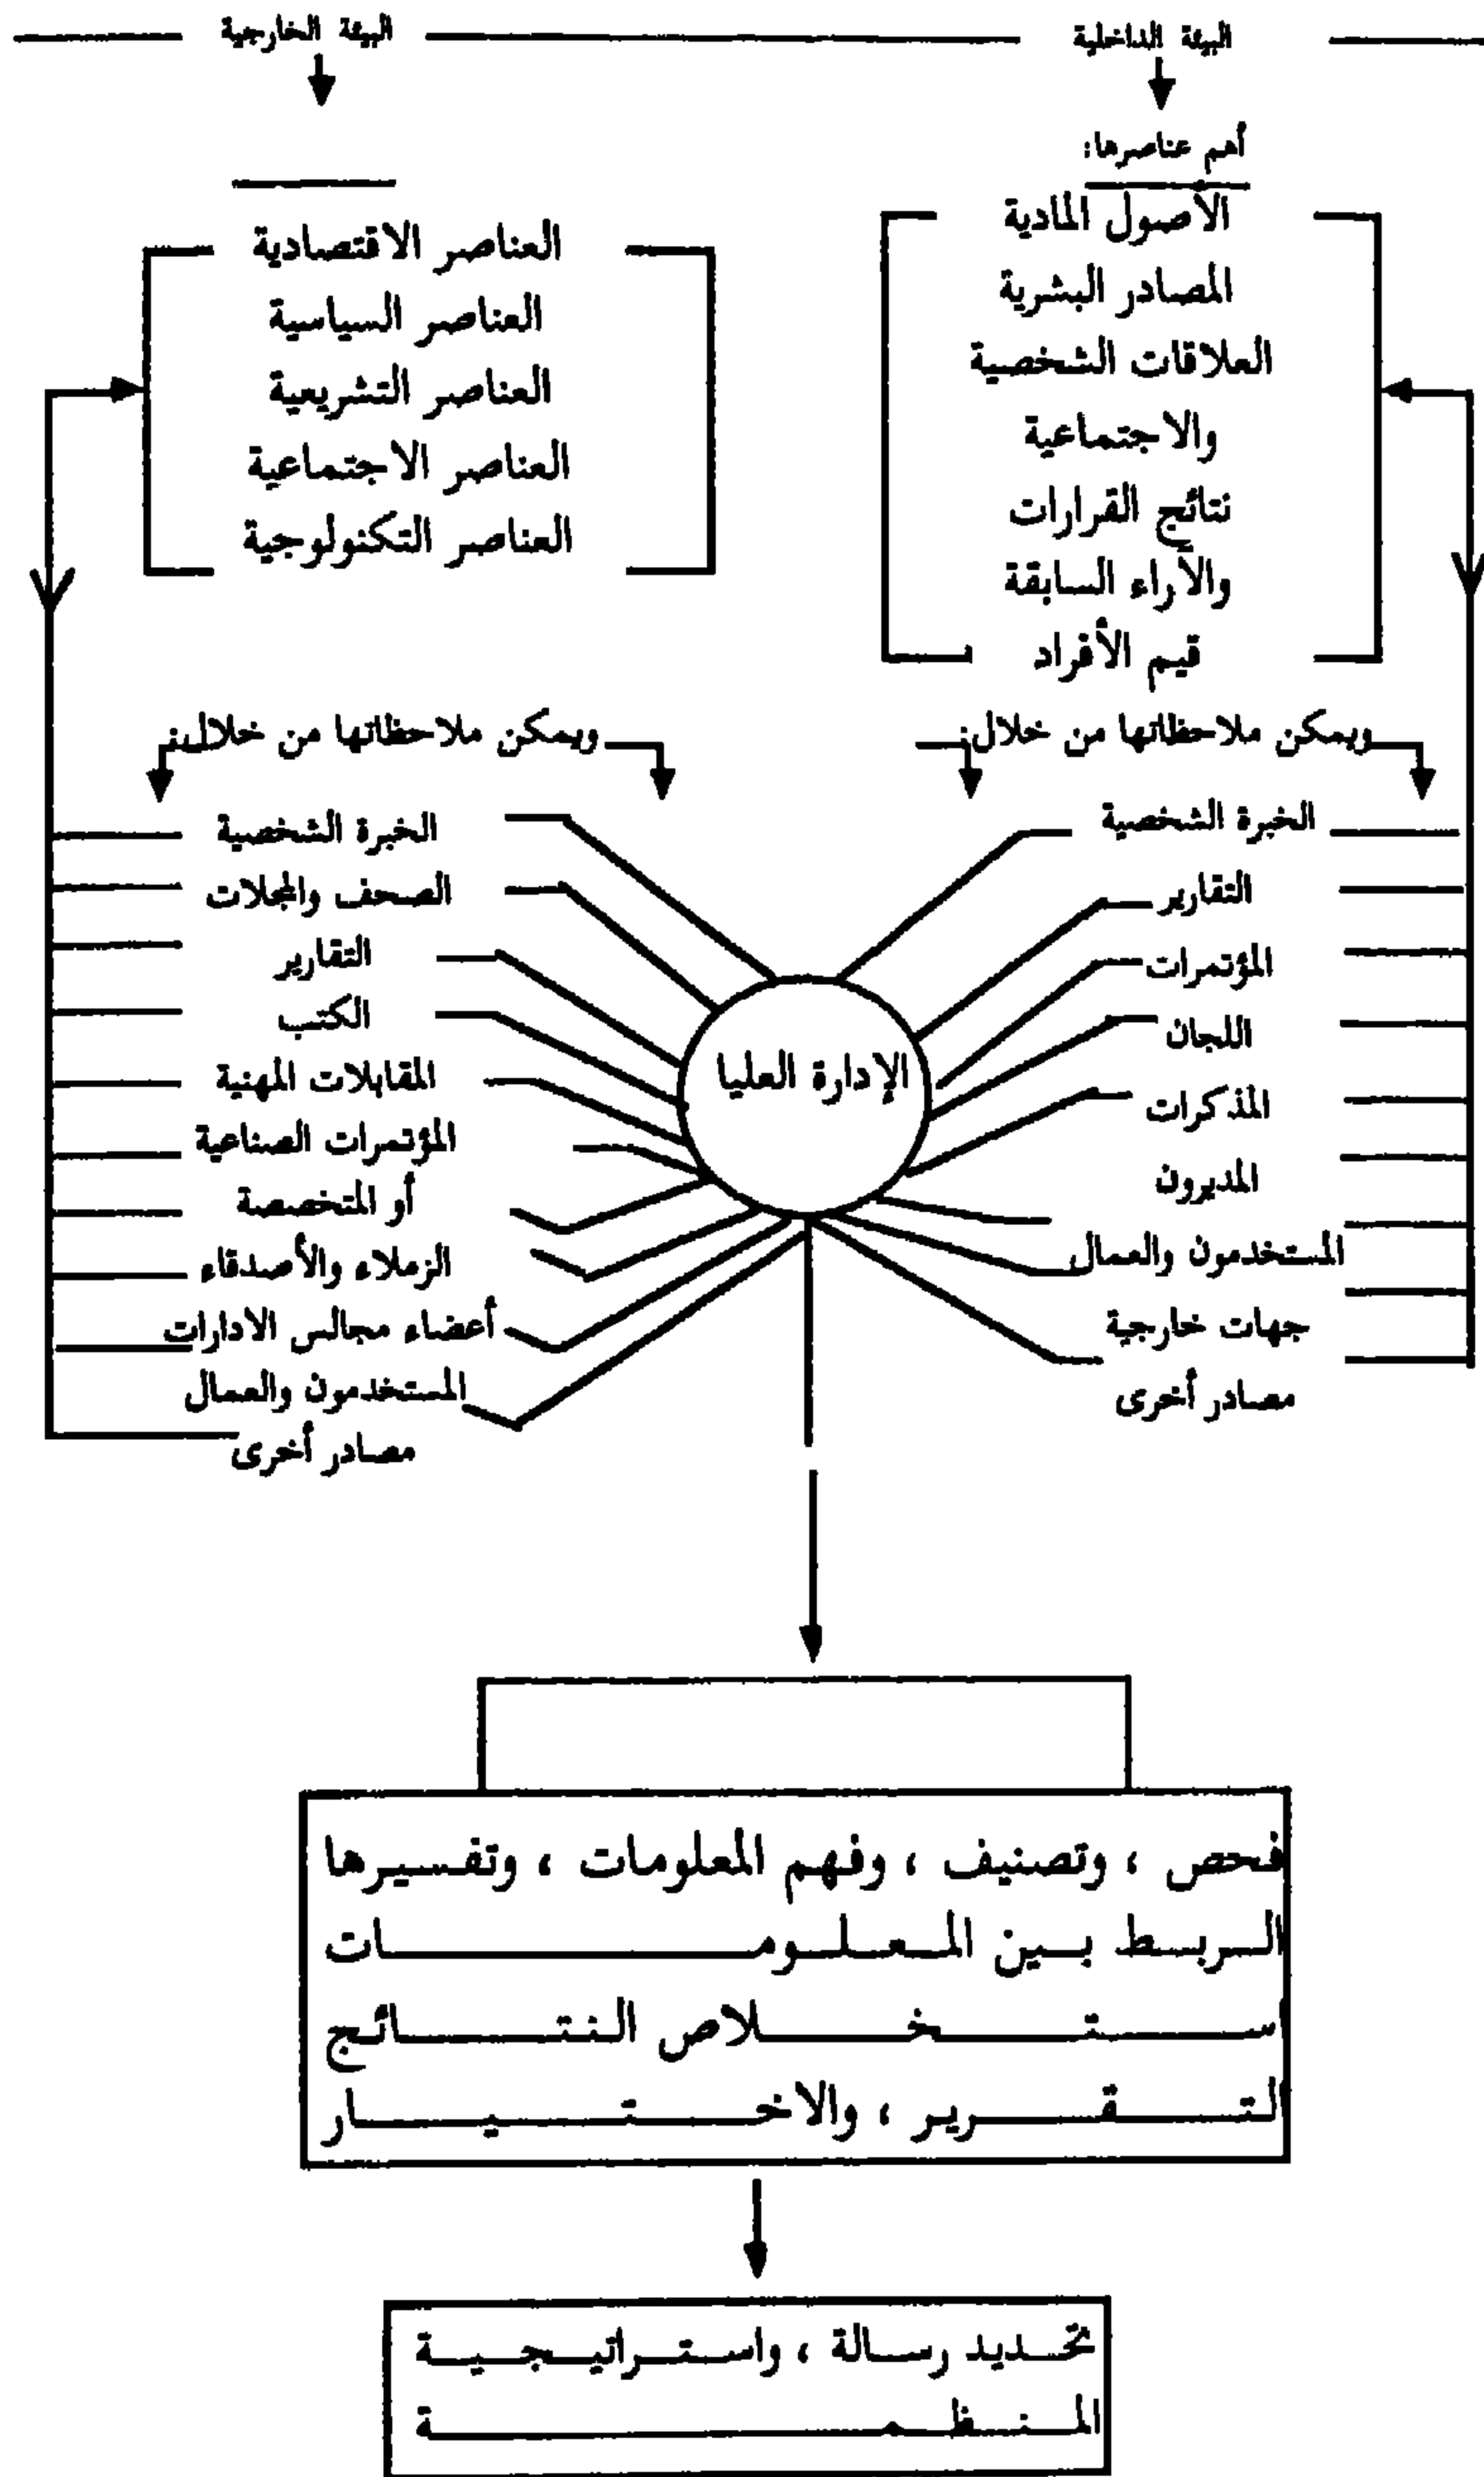 البيئة الداخلية
أهم عناصرها:
الأصول المادية
المصادر البشرية
العلاقات الشخصية
والاجتماعية
نتائج القرارات
والآراء السابقة
قيم الأفراد
ويمكن ملاحظاتها من خلال:
الخبرة الشخصية
التقارير
المؤتمرات
اللجان
المذكرات
المديرون
المستخدمون والعمال
جهات خارجية
مصادر أخرى
البيئة الخارجية
العناصر الاقتصادية
العناصر السياسية
العناصر التشريعية
العناصر الاجتماعية
العناصر التكنولوجية
ويمكن ملاحظاتها من خلال:
الخبرة الشخصية
الصحف والمجلات
التقارير
الكتب
المقابلات المهنية
المؤتمرات الصناعية
أو المتخصصة
الزملاء والأصدقاء
أعضاء مجالس الادارات
المستخدمون والعمال
مصادر أخرى
الإدارة العليا
فحص ، وتصنيف ، وفهم المعلومات ، وتفسيرها
الربط بين المعلومات
استخلاص النتائج
التقرير ، والاختيار
تحديد رسالة ، واستراتيجية
المنظمة